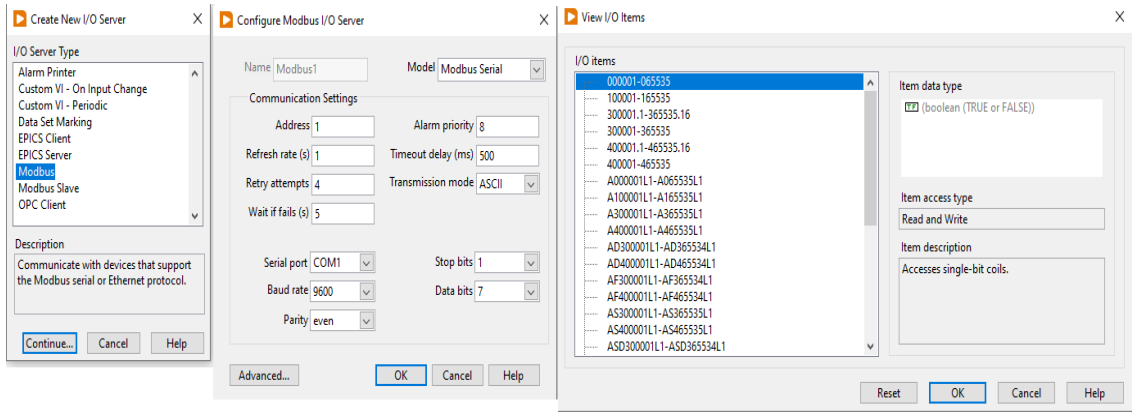 Create New I/O Server
I/O Server Type
Alarm Printer
Custom VI - On Input Change
Custom VI - Periodic
Data Set Marking
EPICS Client
EPICS Server
Modbus
Modbus Slave
OPC Client
Description
Communicate with devices that support
the Modbus serial or Ethernet protocol.
Continue... Cancel Help
Configure Modbus I/O Server
Name Modbus1 Model Modbus Serial
Communication Settings
Address 1 Alarm priority 8
Refresh rate (s) 1 Timeout delay (ms) 500
Retry attempts 4 Transmission mode ASCII
Wait if fails (s) 5
Serial port COM1 Stop bits 1
Baud rate 9600 Data bits 7
Parity even
Advanced... OK Cancel Help
View I/O Items
I/O items
000001-065535
100001-165535
300001.1-365535.16
300001-365535
400001.1-465535.16
400001-465535
A000001L1-A065535L1
A100001L1-A165535L1
A300001L1-A365535L1
A400001L1-A465535L1
AD300001L1-AD365534L1
AD400001L1-AD465534L1
AF300001L1-AF365534L1
AF400001L1-AF465534L1
AS300001L1-AS365535L1
AS400001L1-AS465535L1
ASD300001L1-ASD365534L1
Item data type
TF (boolean (TRUE or FALSE))
Item access type
Read and Write
Item description
Accesses single-bit coils.
Reset OK Cancel Help